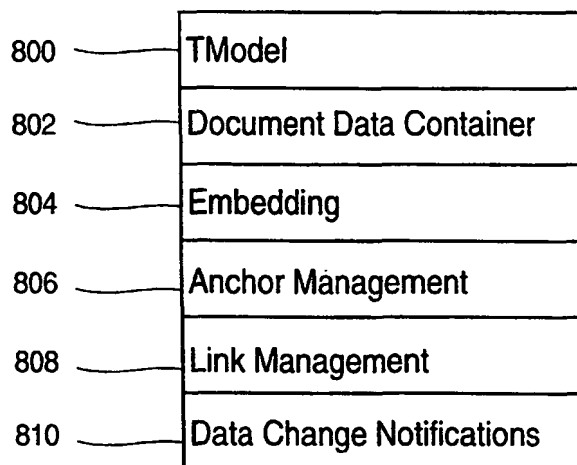 800 TModel
802 Document Data Container
804 Embedding
806 Anchor Management
808 Link Management
810 Data Change Notifications